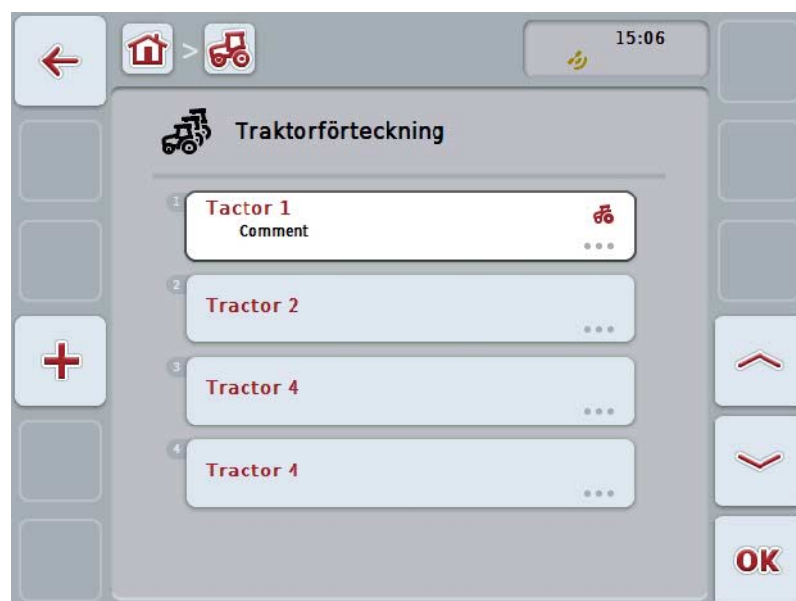 15:06
Traktorförteckning
1
Tactor 1
Comment
2
Tractor 2
3
Tractor 4
4
Tractor 4
OK